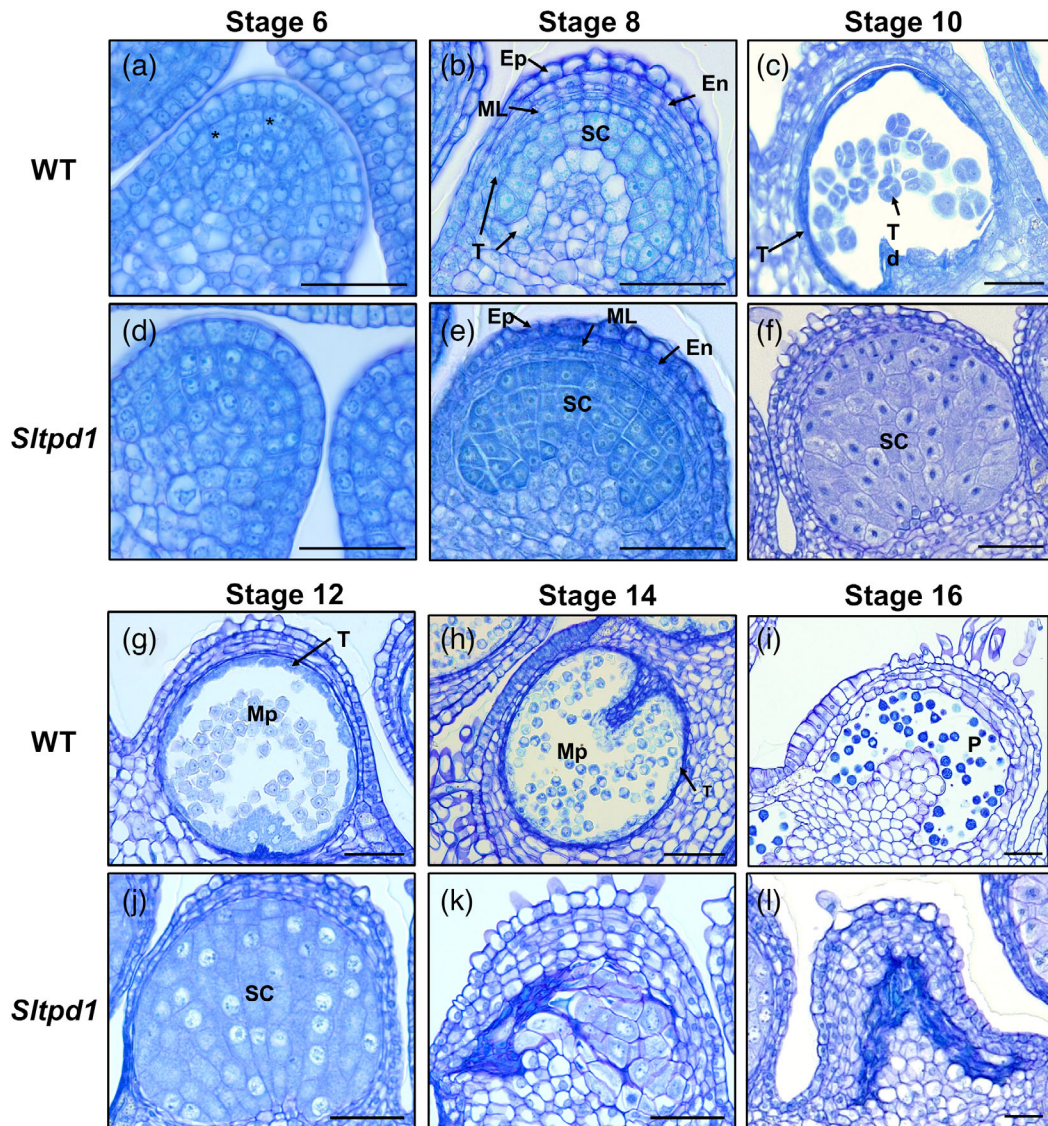 Stage 6 Stage 8 Stage 10
WT
(a)
*
*
(b)
Ep
En
ML
SC
T
(c)
T
T
d
Sltpd1
(d)
(e)
Ep
ML
En
SC
(f)
SC
Stage 12 Stage 14 Stage 16
WT
(g)
T
Mp
(h)
Mp
T
(i)
P
Sltpd1
(j)
SC
(k)
(l)